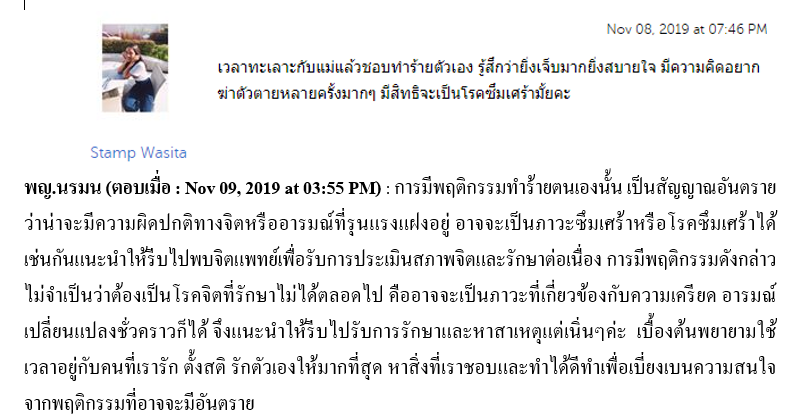 Nov 08, 2019 at 07:46 PM
เวลาทะเลาะกับแม่แล้วชอบทำร้ายตัวเอง รู้สึกว่ายิ่งเจ็บมากยิ่งสบายใจ มีความคิดอยาก
ฆ่าตัวตายหลายครั้งมากๆ มีสิทธิจะเป็นโรคซึมเศร้ามั้ยคะ
Stamp Wasita
พญ.นรมน (ตอบเมื่อ : Nov 09, 2019 at 03:55 PM) : การมีพฤติกรรมทำร้ายตนเองนั้น เป็นสัญญาณอันตราย
ว่าน่าจะมีความผิดปกติทางจิตหรืออารมณ์ที่รุนแรงแฝงอยู่ อาจจะเป็นภาวะซึมเศร้าหรือโรคซึมเศร้าได้
เช่นกันแนะนำให้รีบไปพบจิตแพทย์เพื่อรับการประเมินสภาพจิตและรักษาต่อเนื่อง การมีพฤติกรรมดังกล่าว
ไม่จำเป็นว่าต้องเป็นโรคจิตที่รักษาไม่ได้ตลอดไป คืออาจจะเป็นภาวะที่เกี่ยวข้องกับความเครียด อารมณ์
เปลี่ยนแปลงชั่วคราวก็ได้ จึงแนะนำให้รีบไปรับการรักษาและหาสาเหตุแต่เนิ่นๆค่ะ เบื้องต้นพยายามใช้
เวลาอยู่กับคนที่เรารัก ตั้งสติ รักตัวเองให้มากที่สุด หาสิ่งที่เราชอบและทำได้ดีทำเพื่อเบี่ยงเบนความสนใจ
จากพฤติกรรมที่อาจจะมีอันตราย